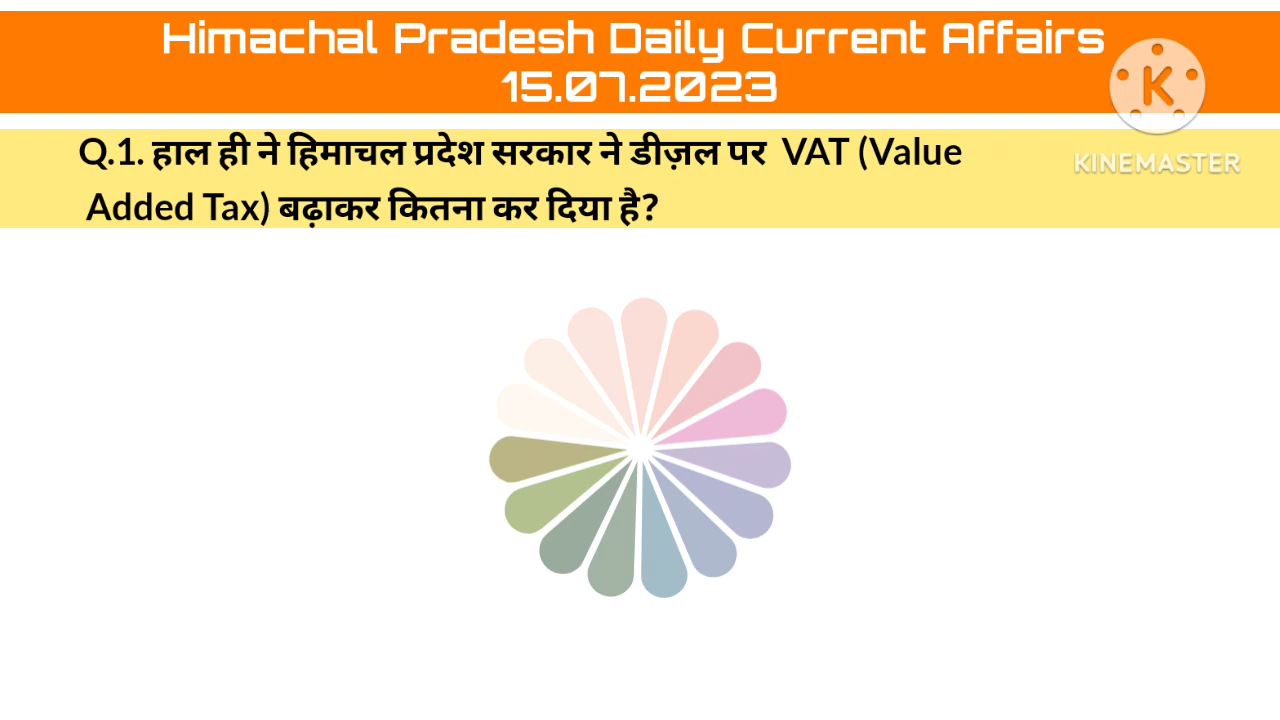 Himachal Pradesh Daily Current Affairs
15.07.2023
K
KINEMASTER
Q.1. हाल ही ने हिमाचल प्रदेश सरकार ने डीज़ल पर VAT (Value
Added Tax) बढ़ाकर कितना कर दिया है?